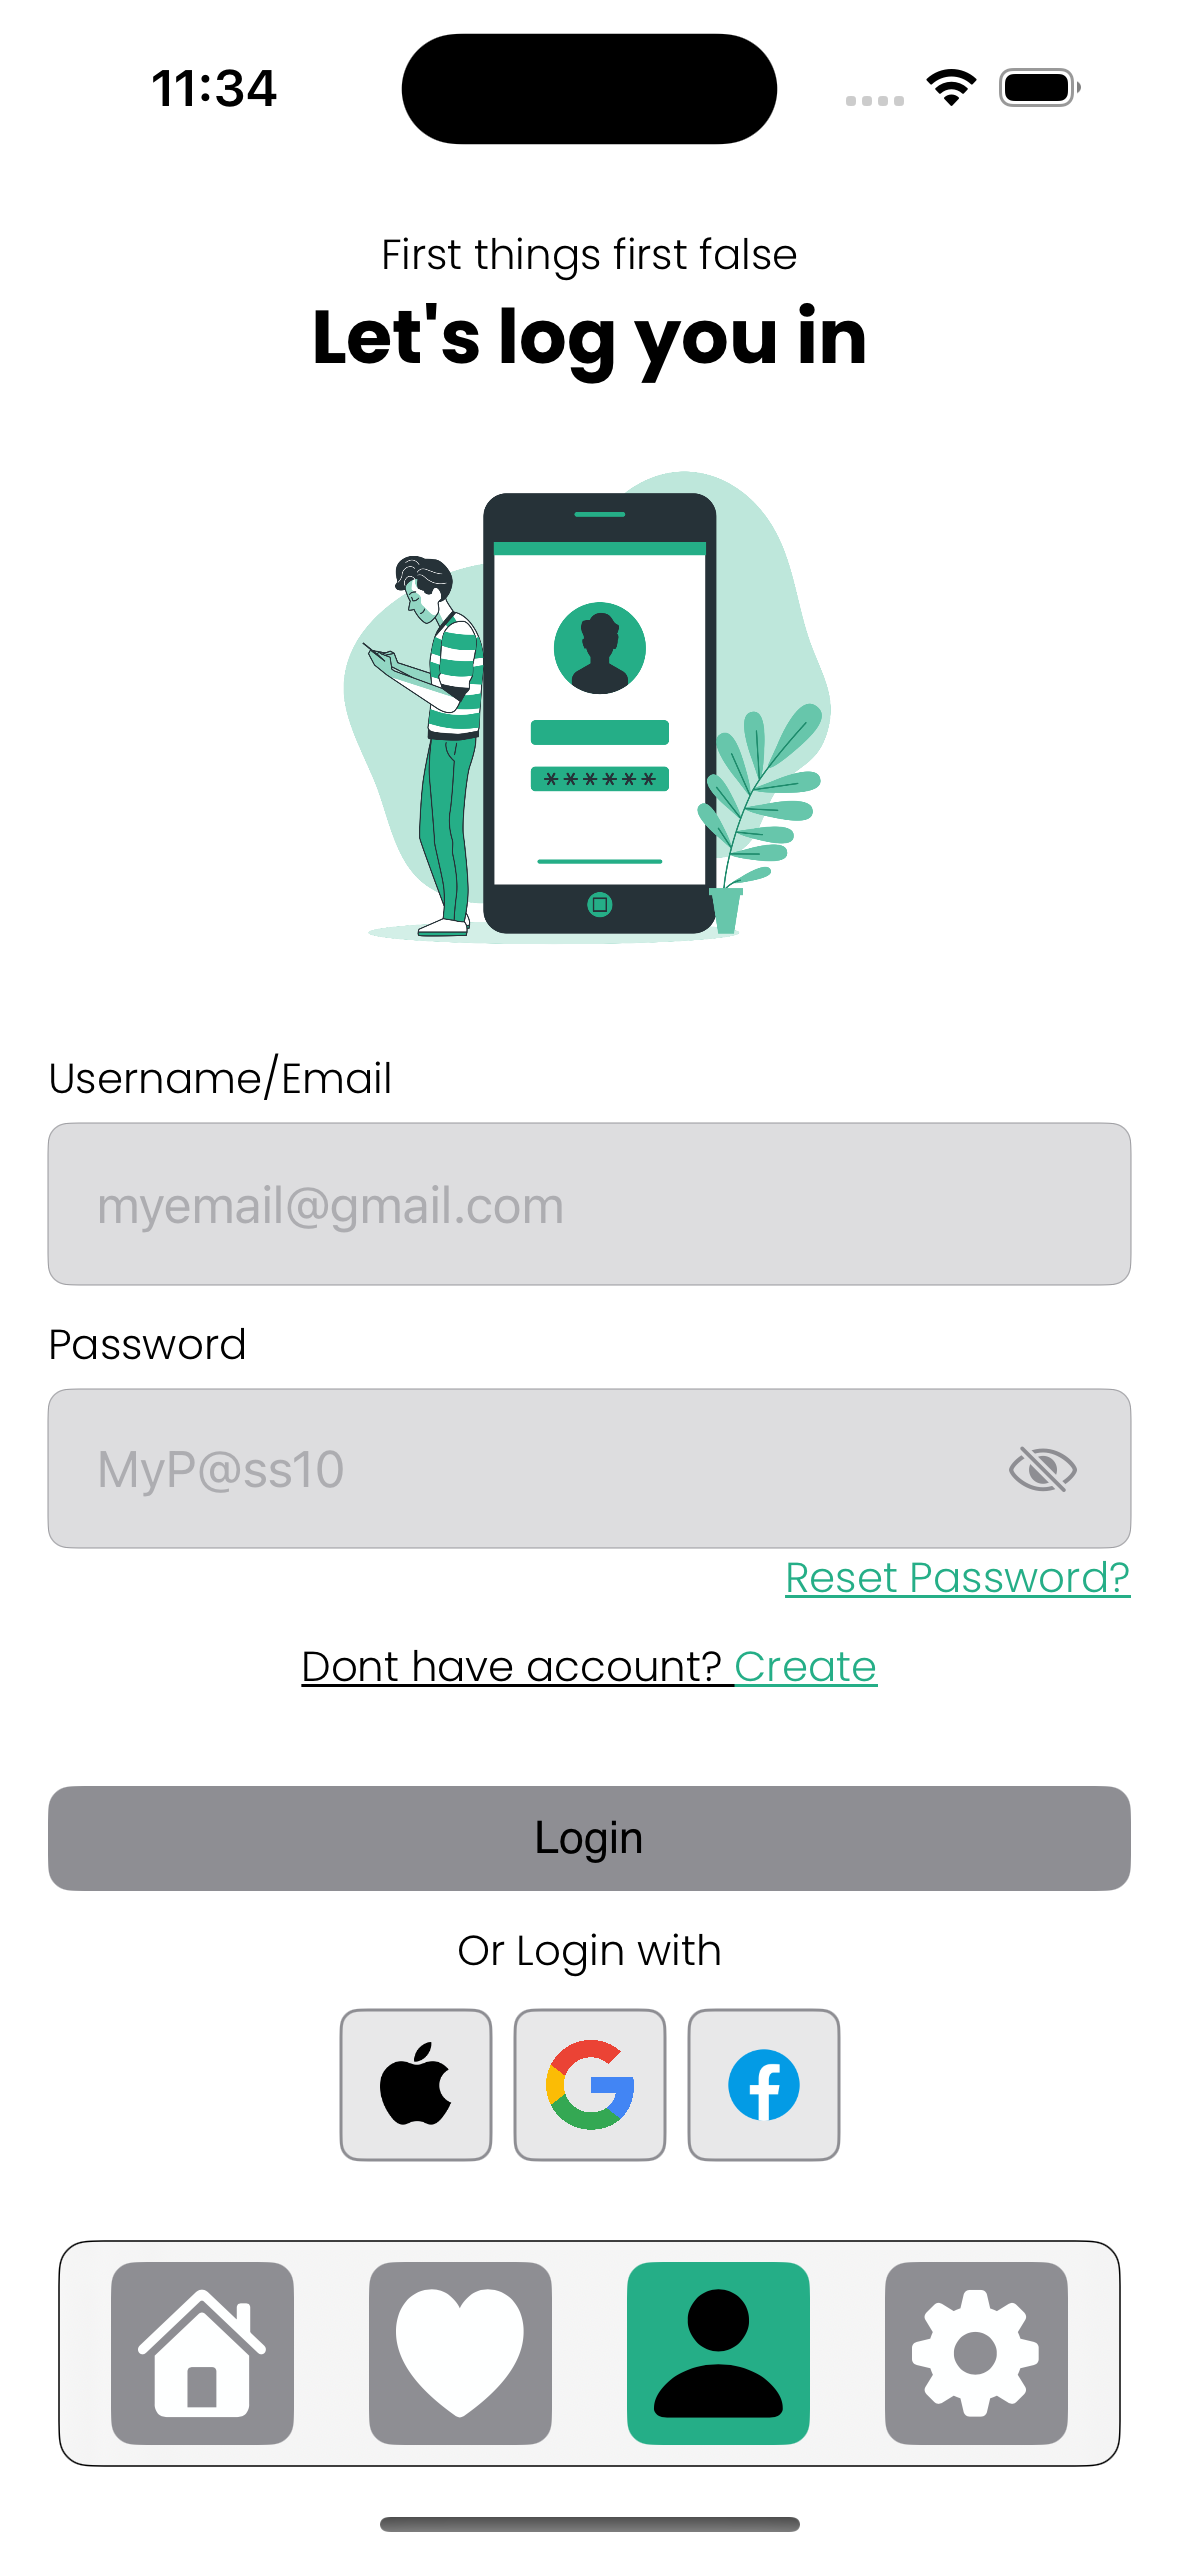 11:34
First things first false
Let's log you in
******
Username/Email
myemail@gmail.com
Password
MyP@ss10
Reset Password?
Dont have account? Create
Login
Or Login with